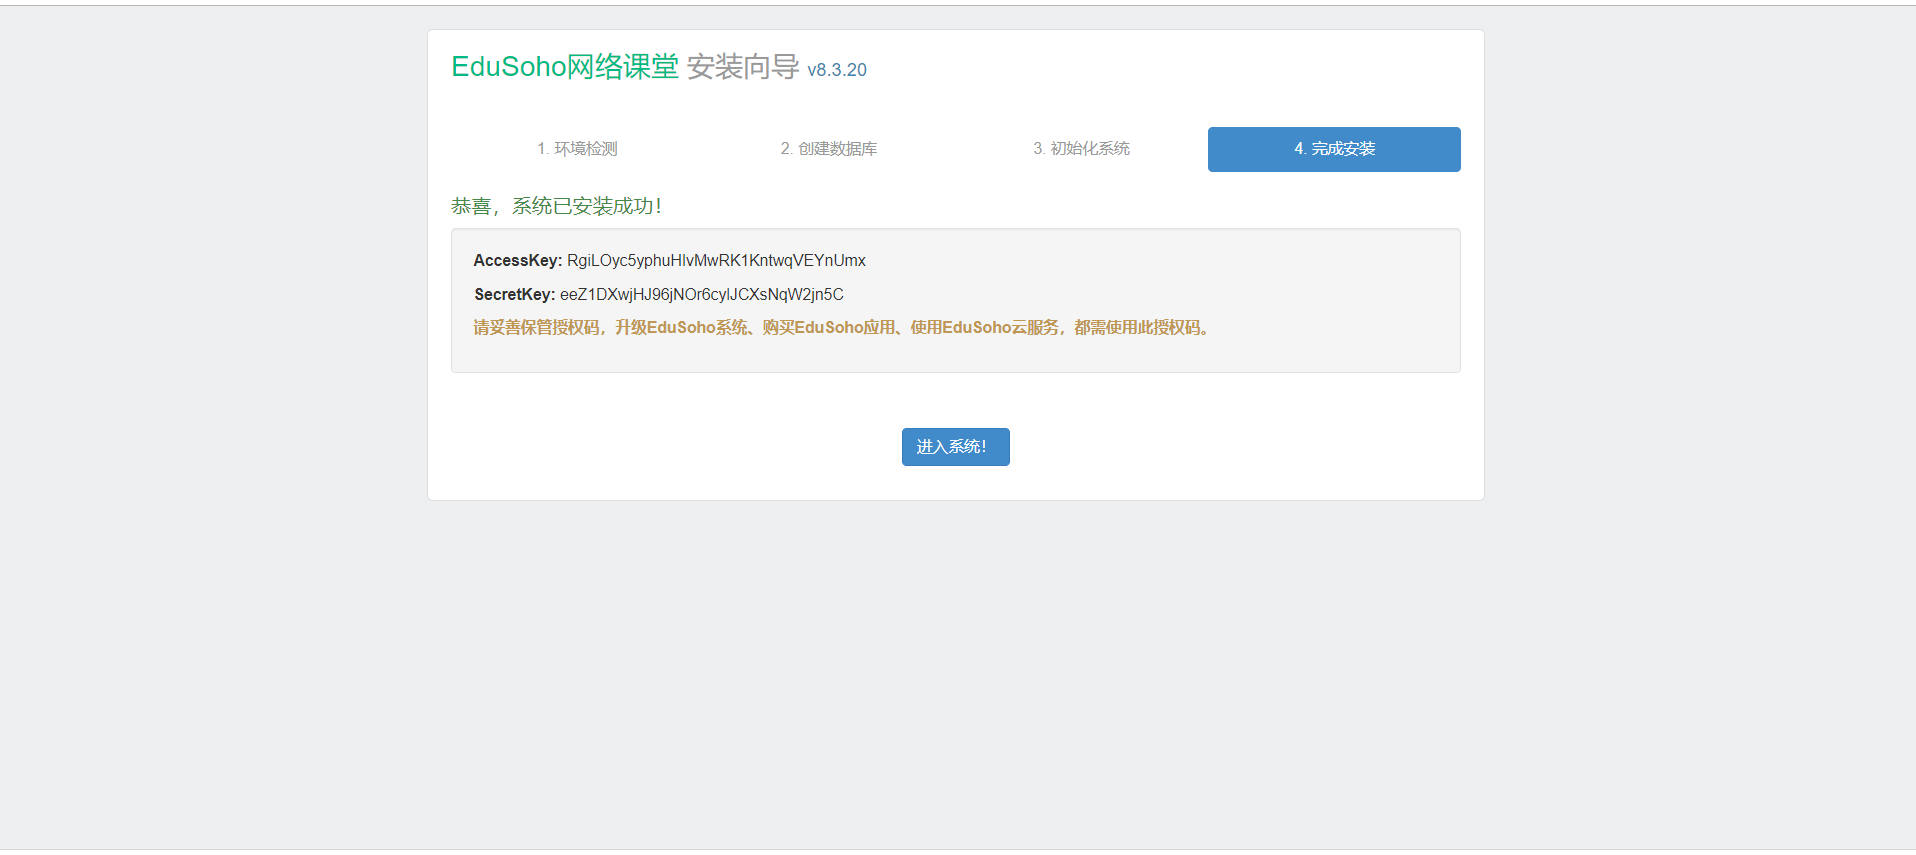 EduSoho网络课堂 安装向导 v8.3.20
1. 环境检测 2. 创建数据库 3. 初始化系统 4. 完成安装
恭喜，系统已安装成功！
AccessKey: RgiLOyc5yphuHlvMwRK1KntwqVEYnUmx
SecretKey: eeZ1DXwjHJ96jNOr6cylJCXsNqW2jn5C
请妥善保管授权码，升级EduSoho系统、购买EduSoho应用、使用EduSoho云服务，都需使用此授权码。
进入系统！